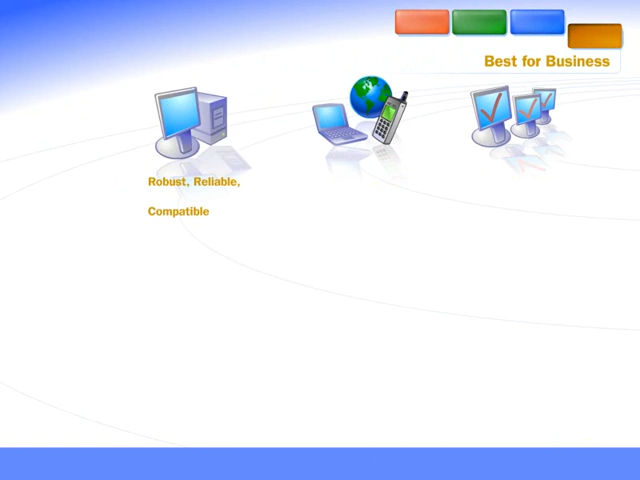 Best for Business
Robust, Reliable,
Compatible